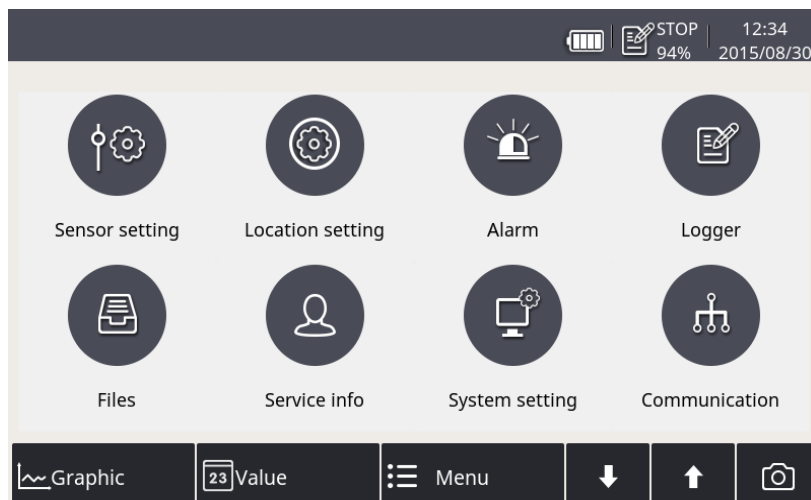 STOP 12:34
94% 2015/08/30
Sensor setting Location setting Alarm Logger
Files Service info System setting Communication
Graphic 23 Value Menu